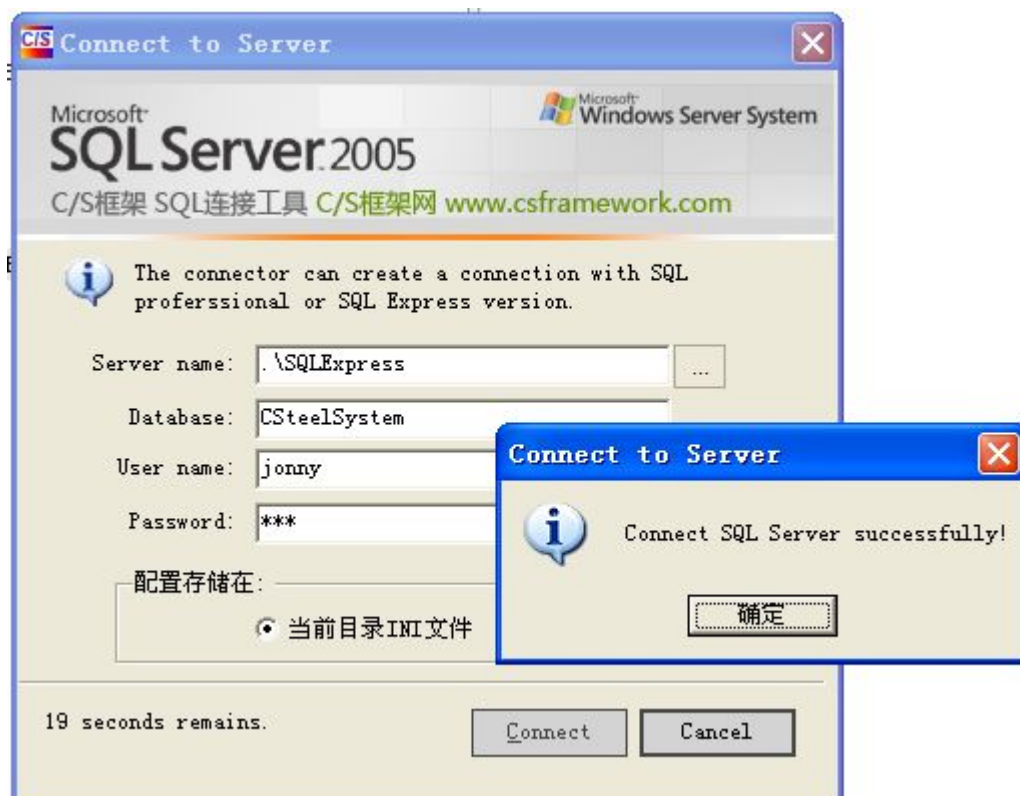 C/S Connect to Server
Microsoft
SQL Server 2005
Microsoft
Windows Server System
C/S框架 SQL连接工具 C/S框架网 www.csframework.com
The connector can create a connection with SQL
proferssional or SQL Express version.
Server name: .\SQLExpress ...
Database: CSteelSystem
User name: jonny
Password: ***
配置存储在:
当前目录INI文件
19 seconds remains.
Connect Cancel
Connect to Server
Connect SQL Server successfully!
确定